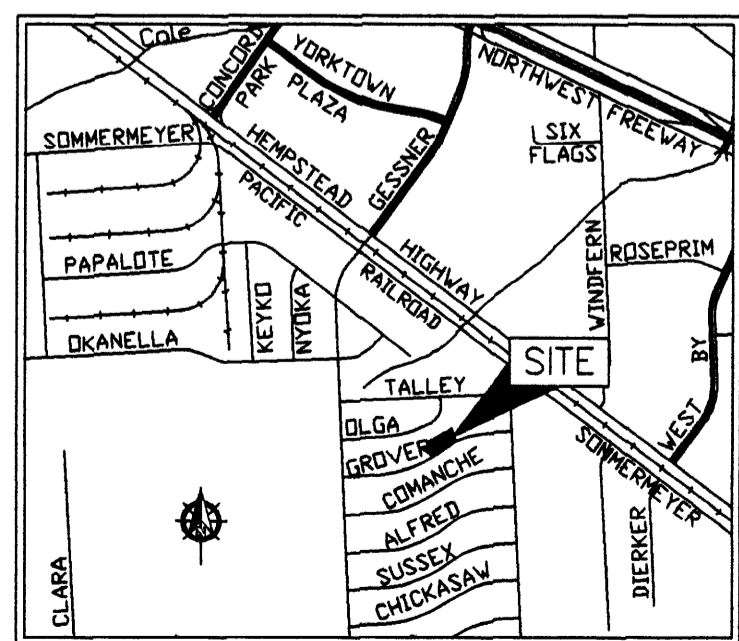 Cole
CONCORD
PARK
YORKTOWN
PLAZA
NORTHWEST FREEWAY
SOMMERMEYER
HEMPSTEAD
PACIFIC
GESSNER
SIX
FLAGS
HIGHWAY
RAILROAD
WINDFERN
ROSEPRIM
PAPALOTE
KEYKO
NYOKA
OKANELLA
SITE
WEST
BY
TALLEY
OLGA
GROVER
SOMMERMEYER
COMANCHE
ALFRED
SUSSEX
CHICKASAW
DIERKER
CLARA
N